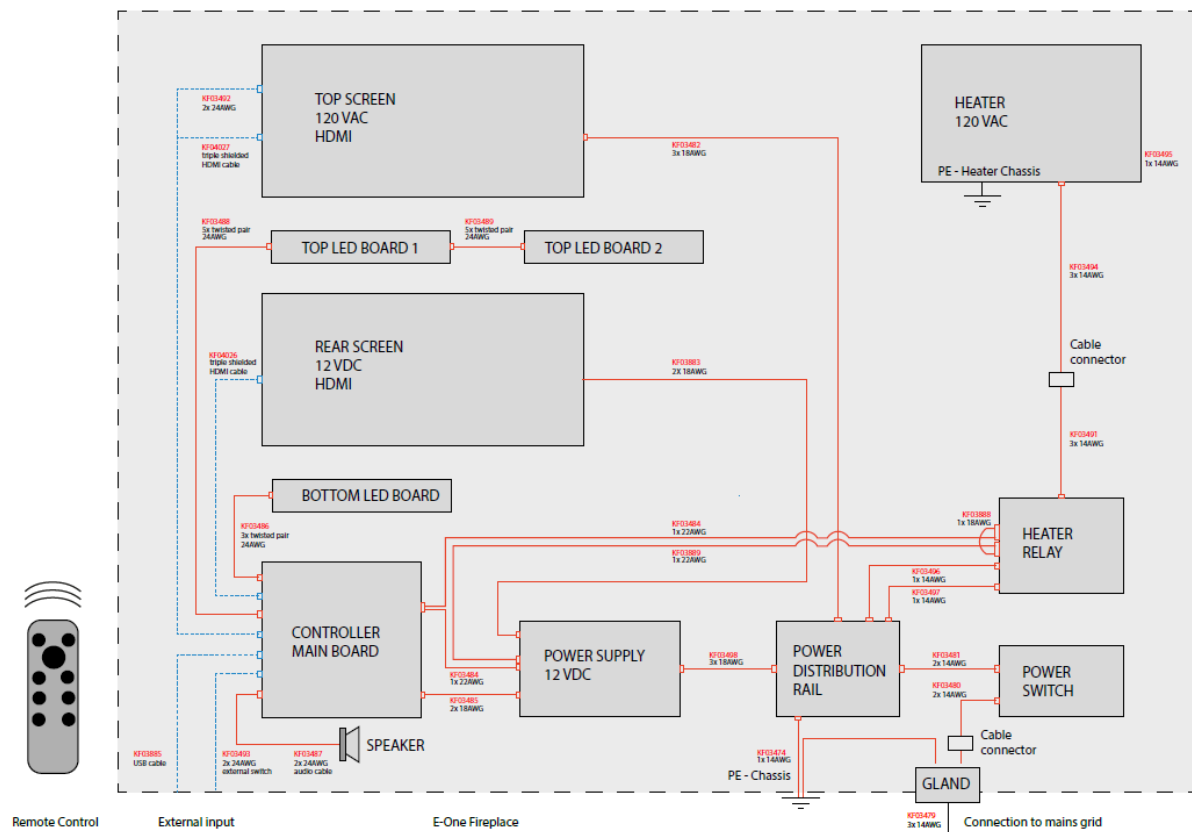 TOP SCREEN
120 VAC
HDMI
KF03492
2x 24AWG
KF04027
triple shielded
HDMI cable
KF03482
3x 18AWG
HEATER
120 VAC
PE - Heater Chassis
KF03495
1x 14AWG
KF03488
5x twisted pair
24AWG
TOP LED BOARD 1
KF03489
5x twisted pair
24AWG
TOP LED BOARD 2
KF03494
3x 14AWG
REAR SCREEN
12 VDC
HDMI
KF04026
triple shielded
HDMI cable
KF03883
2X 18AWG
Cable
connector
KF03491
3x 14AWG
BOTTOM LED BOARD
KF03486
3x twisted pair
24AWG
KF03484
1x 22AWG
KF03889
1x 22AWG
KF03888
1x 18AWG
HEATER
RELAY
KF03496
1x 14AWG
KF03497
1x 14AWG
CONTROLLER
MAIN BOARD
POWER SUPPLY
12 VDC
KF03498
3x 18AWG
POWER
DISTRIBUTION
RAIL
KF03481
2x 14AWG
KF03480
2x 14AWG
POWER
SWITCH
KF03484
1x 22AWG
KF03485
2x 18AWG
SPEAKER
Cable
connector
KF03885
USB cable
KF03493
2x 24AWG
external switch
KF03487
2x 24AWG
audio cable
KF03474
1x 14AWG
PE - Chassis
GLAND
KF03479
3x 14AWG
Remote Control
External input
E-One Fireplace
Connection to mains grid